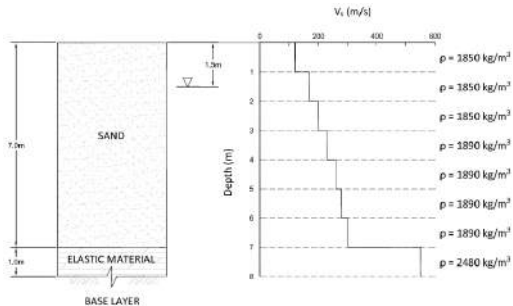 Vs (m/s)
0 200 400 600
1.5m
ρ = 1850 kg/m³
1
ρ = 1850 kg/m³
2
SAND
ρ = 1850 kg/m³
3
7.0m
Depth (m)
ρ = 1890 kg/m³
4
ρ = 1890 kg/m³
5
ρ = 1890 kg/m³
6
ρ = 1890 kg/m³
7
1.0m
ELASTIC MATERIAL
ρ = 2480 kg/m³
8
BASE LAYER